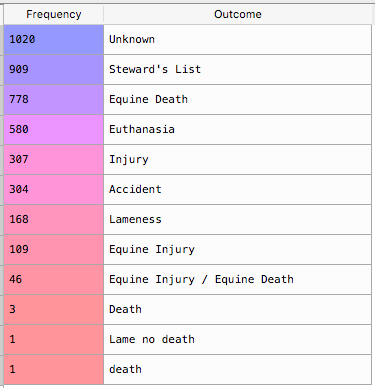 Frequency Outcome
1020 Unknown
909 Steward's List
778 Equine Death
580 Euthanasia
307 Injury
304 Accident
168 Lameness
109 Equine Injury
46 Equine Injury / Equine Death
3 Death
1 Lame no death
1 death